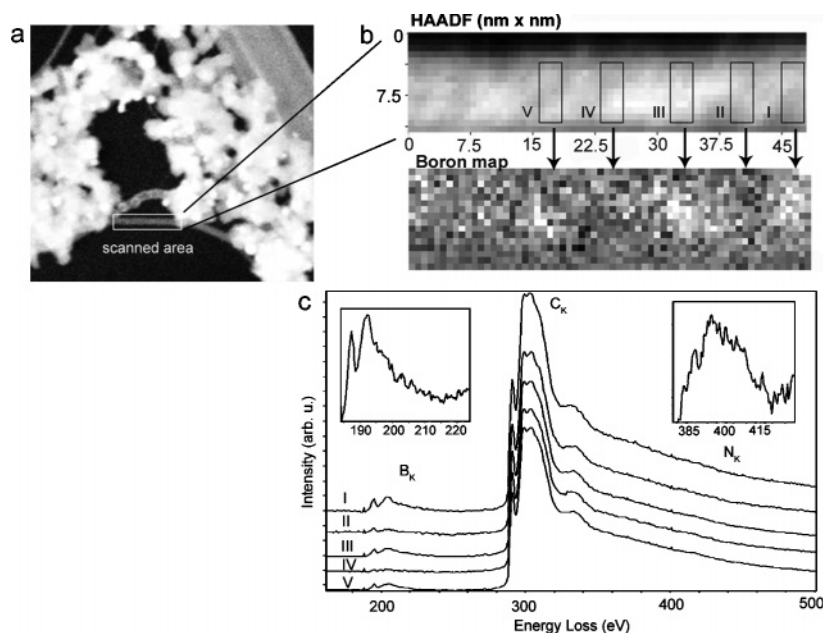 a
scanned area
b
HAADF (nm x nm)
0
7.5
V IV III II I
0 7.5 15 22.5 30 37.5 45
Boron map
c
Intensity (arb. u.)
190 200 210 220
B_K
C_K
385 400 415
N_K
I
II
III
IV
V
200 300 400 500
Energy Loss (eV)